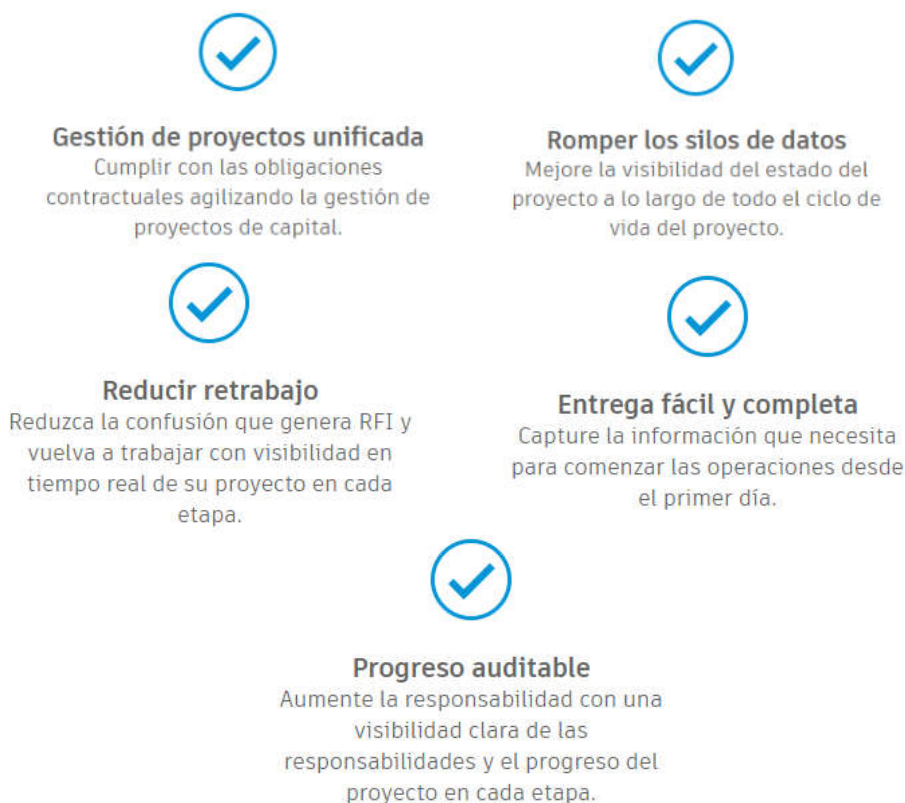 Gestión de proyectos unificada
Cumplir con las obligaciones
contractuales agilizando la gestión de
proyectos de capital.
Romper los silos de datos
Mejore la visibilidad del estado del
proyecto a lo largo de todo el ciclo de
vida del proyecto.
Reducir retrabajo
Reduzca la confusión que genera RFI y
vuelva a trabajar con visibilidad en
tiempo real de su proyecto en cada
etapa.
Entrega fácil y completa
Capture la información que necesita
para comenzar las operaciones desde
el primer día.
Progreso auditable
Aumente la responsabilidad con una
visibilidad clara de las
responsabilidades y el progreso del
proyecto en cada etapa.